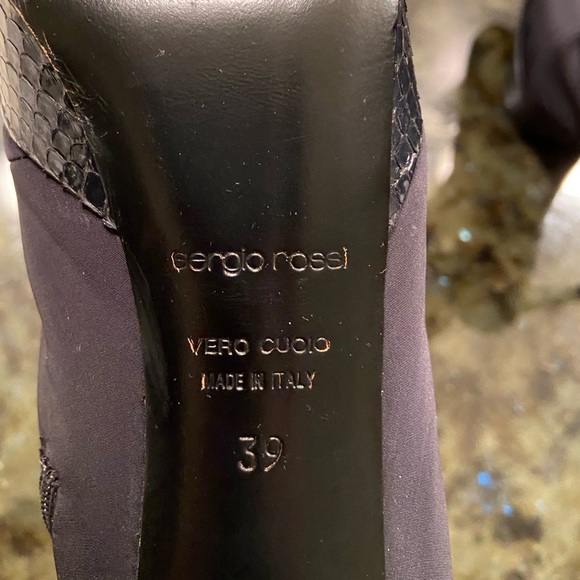 sergio rossi
VERO CUOIO
MADE IN ITALY
39